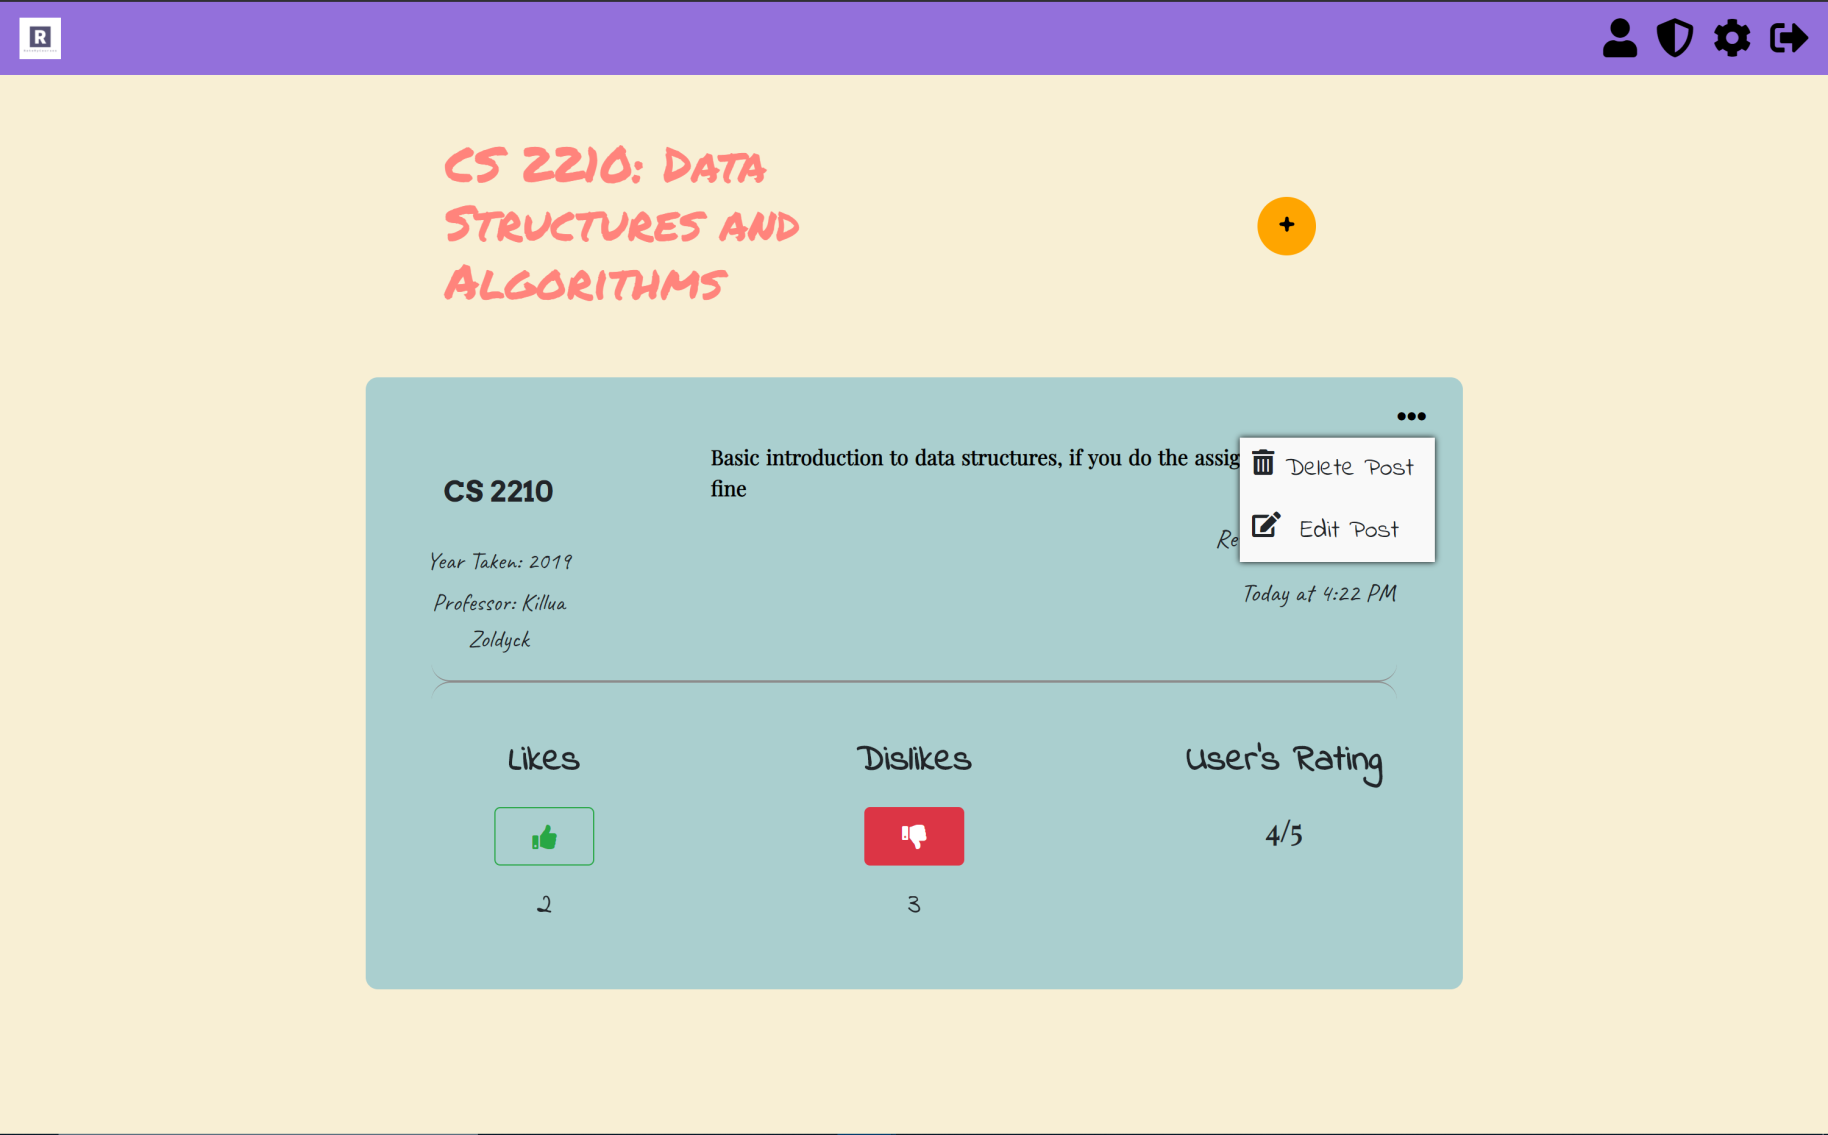 R
CS 2210: Data
Structures and
Algorithms
Basic introduction to data structures, if you do the assig
fine
Delete Post
Edit Post
CS 2210
Year Taken: 2019
Professor: Killua
Zoldyck
Re
Today at 4:22 PM
Likes
Dislikes
User's Rating
4/5
2
3